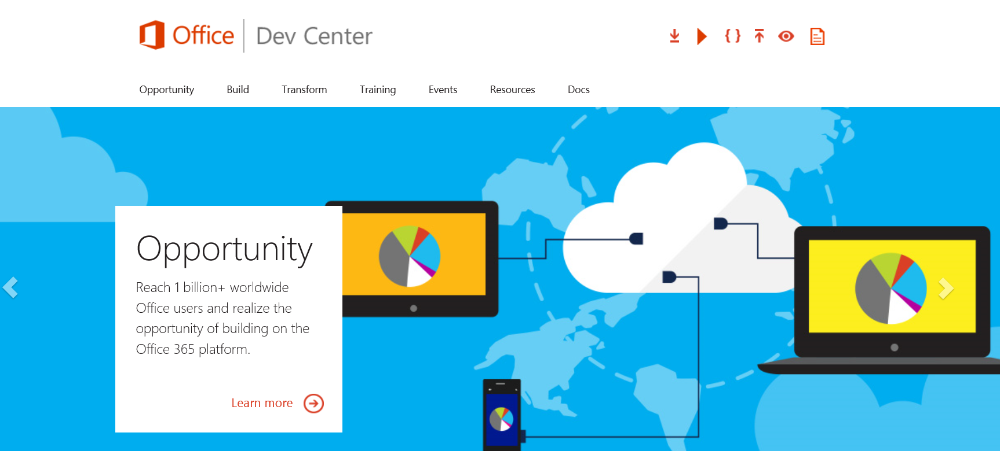 Office | Dev Center
Opportunity Build Transform Training Events Resources Docs
Opportunity
Reach 1 billion+ worldwide
Office users and realize the
opportunity of building on the
Office 365 platform.
Learn more